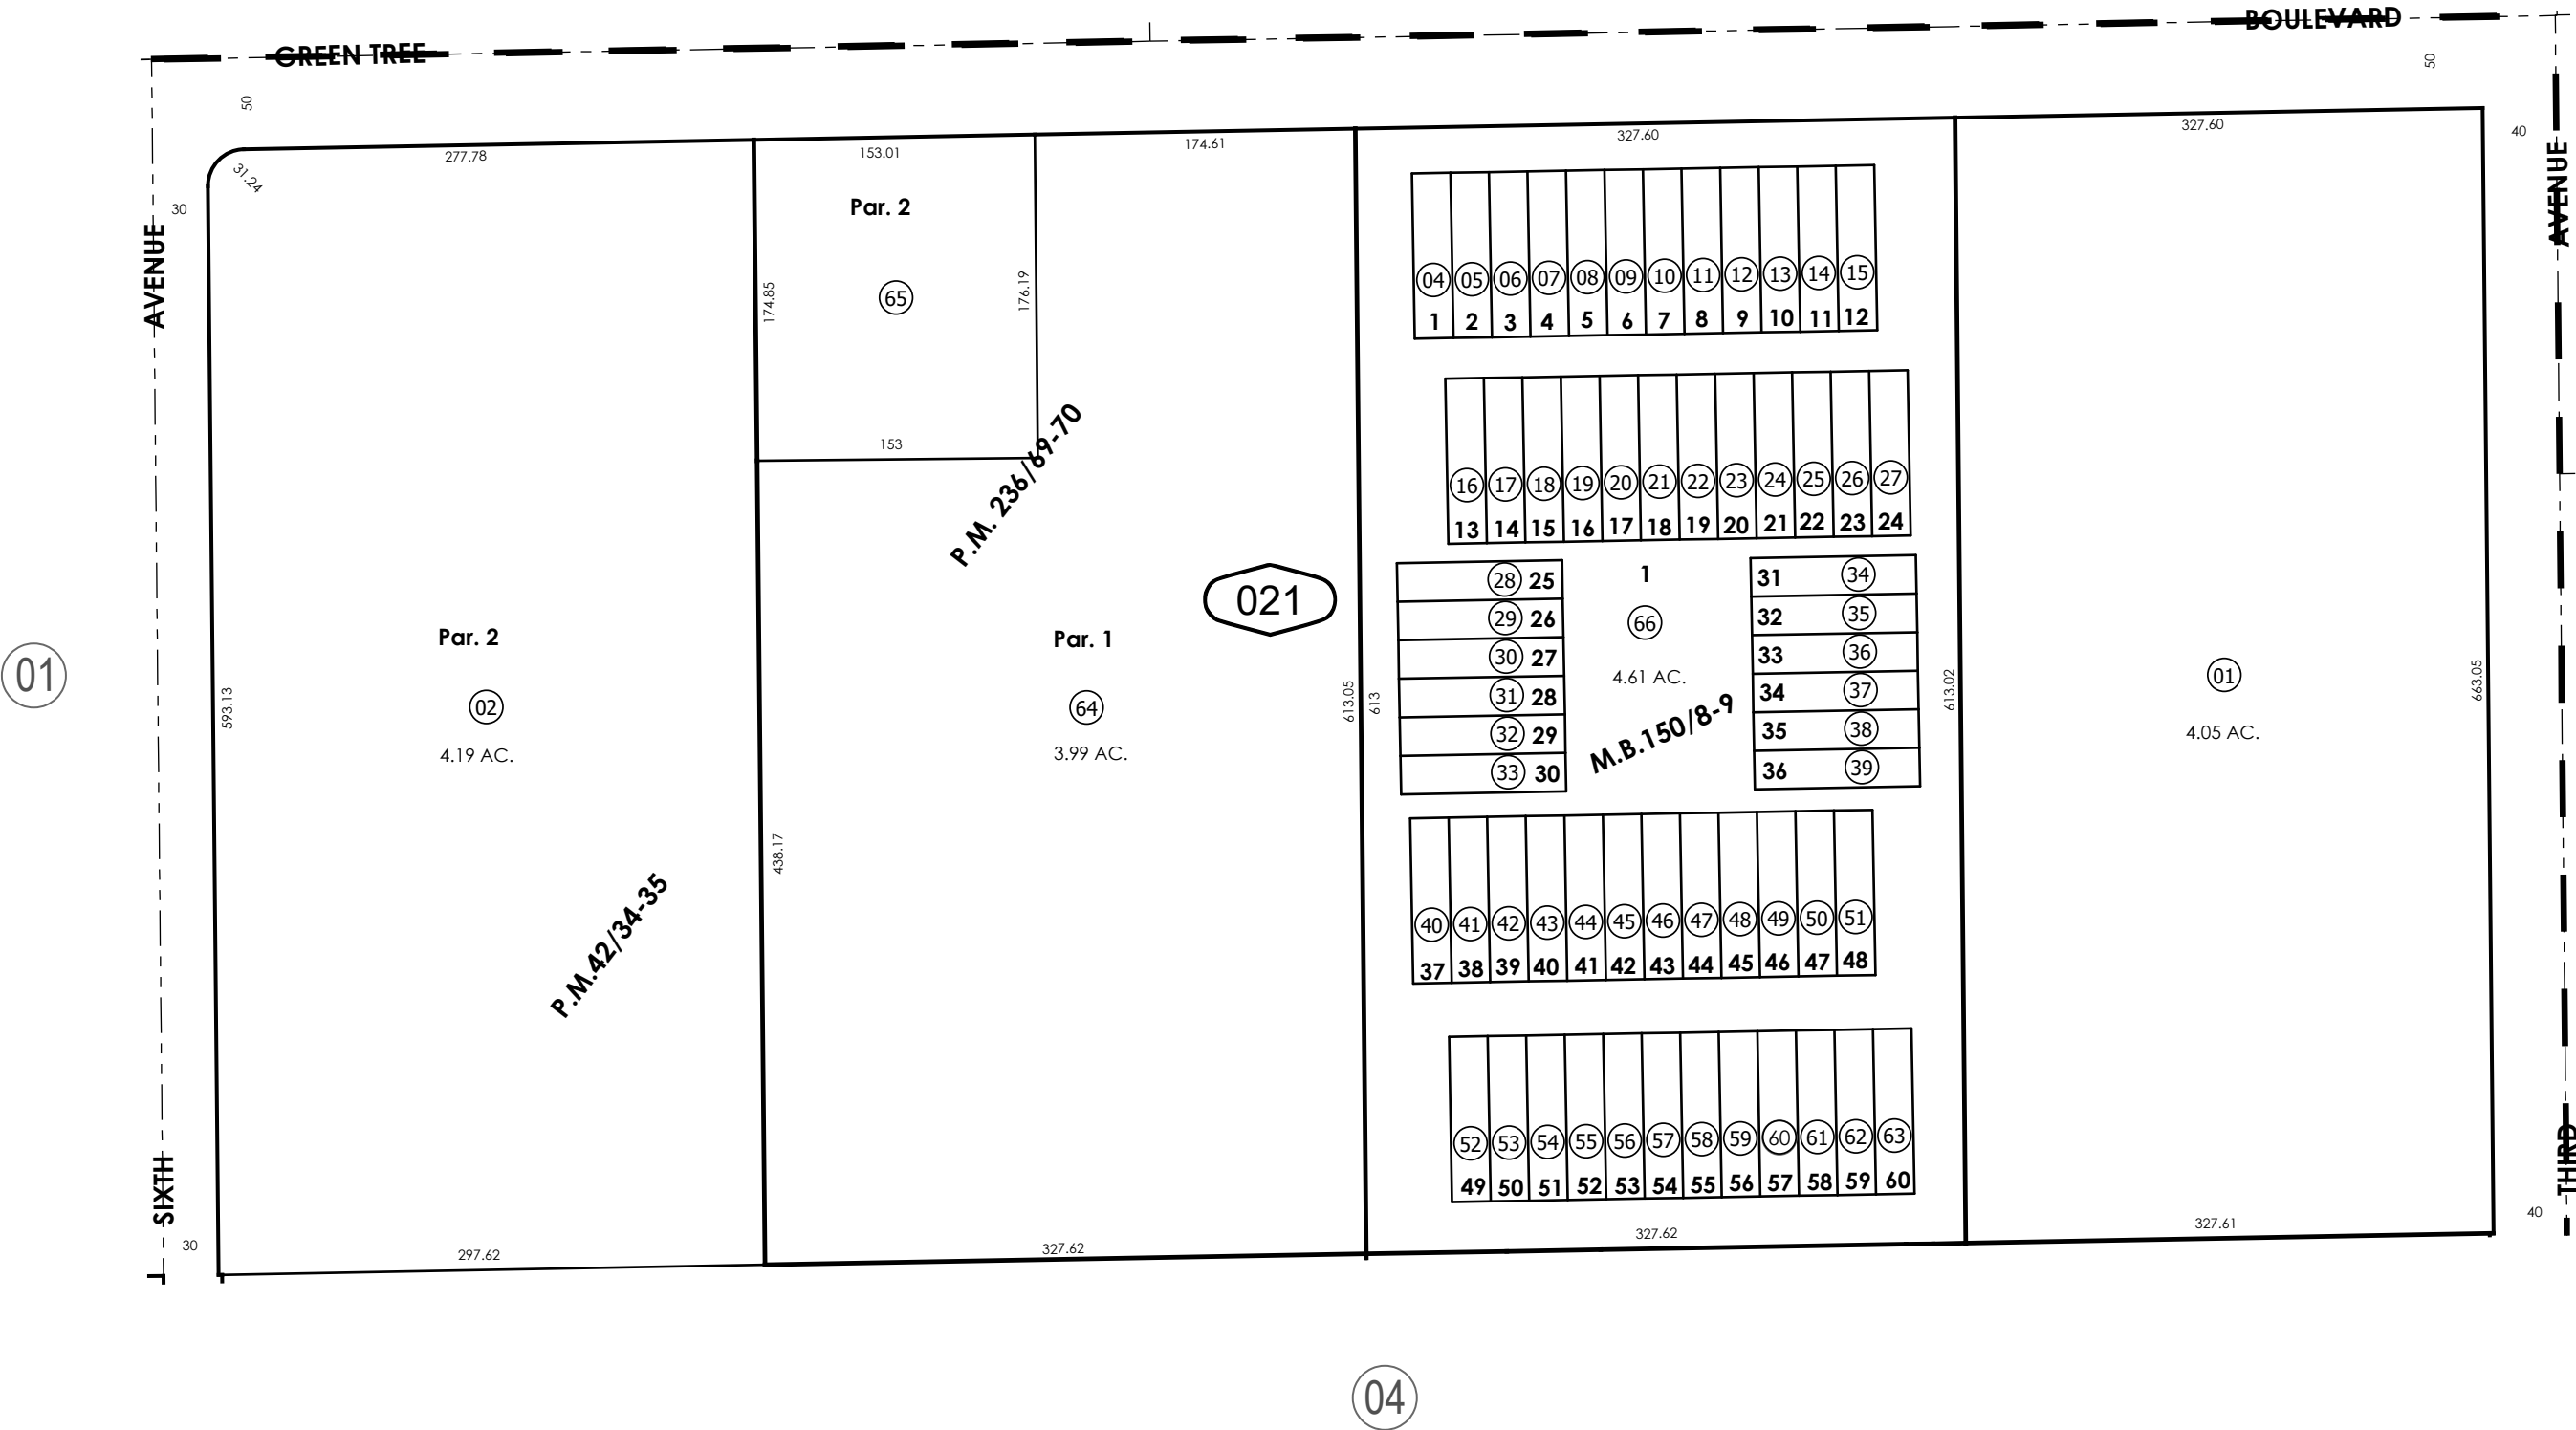 GREEN TREE
BOULEVARD
50
50
277.78
153.01
174.61
327.60
327.60
40
31.24
30
AVENUE
AVENUE
Par. 2
65
174.85
176.19
153
P.M. 236/69-70
04 05 06 07 08 09 10 11 12 13 14 15
1 2 3 4 5 6 7 8 9 10 11 12
16 17 18 19 20 21 22 23 24 25 26 27
13 14 15 16 17 18 19 20 21 22 23 24
021
28 25
29 26
30 27
31 28
32 29
33 30
1
66
4.61 AC.
M.B.150/8-9
31 34
32 35
33 36
34 37
35 38
36 39
01
Par. 2
02
4.19 AC.
593.13
P.M.42/34-35
Par. 1
64
3.99 AC.
438.17
613.05
613
613.02
01
4.05 AC.
663.05
40 41 42 43 44 45 46 47 48 49 50 51
37 38 39 40 41 42 43 44 45 46 47 48
52 53 54 55 56 57 58 59 60 61 62 63
49 50 51 52 53 54 55 56 57 58 59 60
SIXTH
THIRD
30
297.62
327.62
327.62
327.61
40
04